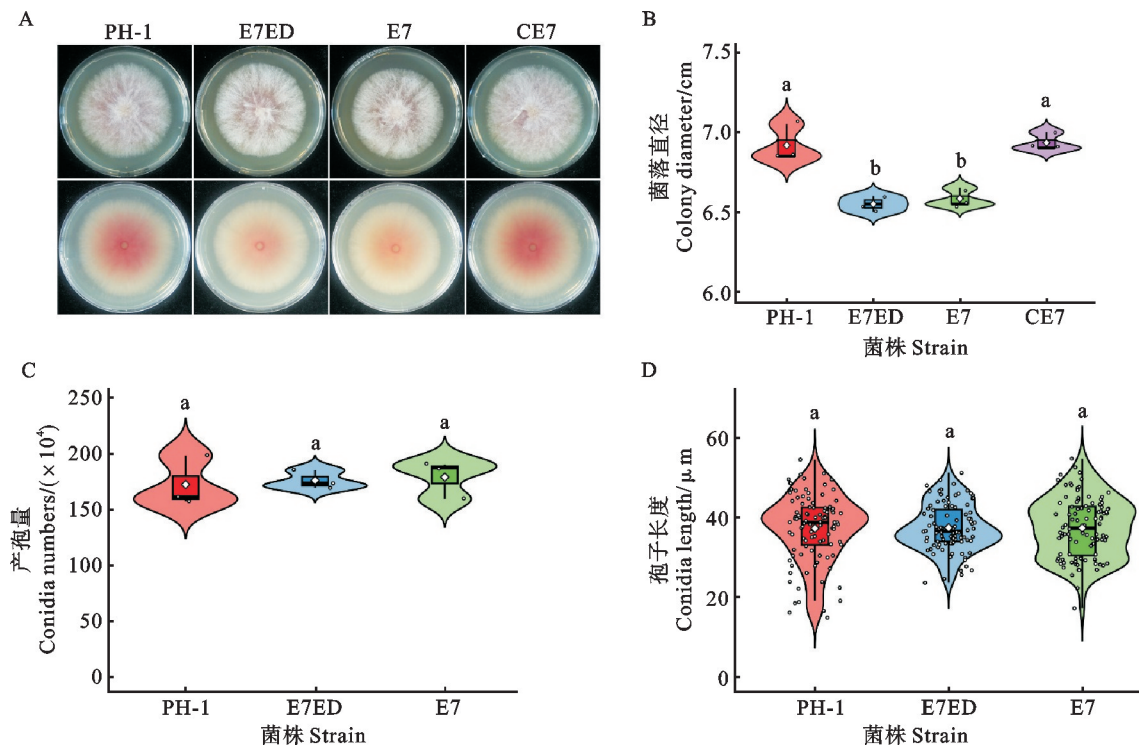 A
PH-1 E7ED E7 CE7
B
7.5
7.0
6.5
6.0
菌落直径
Colony diameter/cm
a b b a
PH-1 E7ED E7 CE7
菌株 Strain
C
250
200
150
100
50
0
产孢量
Conidia numbers/(×10⁴)
a a a
PH-1 E7ED E7
菌株 Strain
D
60
40
20
0
孢子长度
Conidia length/μm
a a a
PH-1 E7ED E7
菌株 Strain